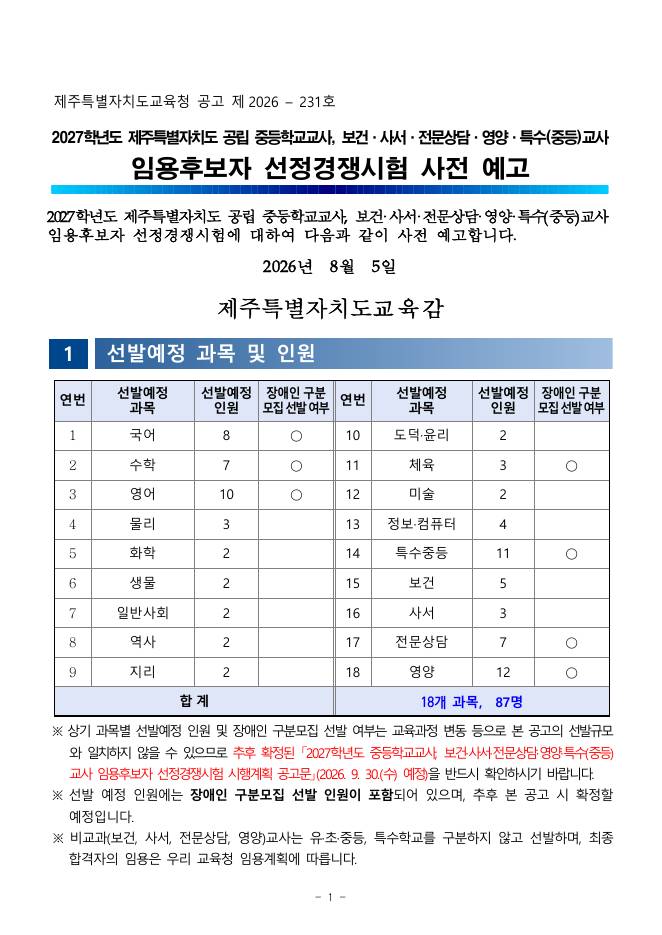 제주특별자치도교육청 공고 제2026 – 231호
2027학년도 제주특별자치도 공립 중등학교교사, 보건·사서·전문상담·영양·특수(중등)교사
임용후보자 선정경쟁시험 사전 예고
2027학년도 제주특별자치도 공립 중등학교교사, 보건·사서·전문상담·영양·특수(중등)교사
임용후보자 선정경쟁시험에 대하여 다음과 같이 사전 예고합니다.
2026년 8월 5일
제주특별자치도교육감
1 선발예정 과목 및 인원
연번 선발예정 과목 선발예정 인원 장애인 구분 모집 선발 여부 연번 선발예정 과목 선발예정 인원 장애인 구분 모집 선발 여부
1 국어 8 ○ 10 도덕·윤리 2
2 수학 7 ○ 11 체육 3 ○
3 영어 10 ○ 12 미술 2
4 물리 3 13 정보·컴퓨터 4
5 화학 2 14 특수중등 11 ○
6 생물 2 15 보건 5
7 일반사회 2 16 사서 3
8 역사 2 17 전문상담 7 ○
9 지리 2 18 영양 12 ○
합 계 18개 과목, 87명
※ 상기 과목별 선발예정 인원 및 장애인 구분모집 선발 여부는 교육과정 변동 등으로 본 공고의 선발규모
와 일치하지 않을 수 있으므로 추후 확정된 「2027학년도 중등학교교사, 보건·사서·전문상담·영양·특수(중등)
교사 임용후보자 선정경쟁시험 시행계획 공고문」(2026. 9. 30.(수) 예정)을 반드시 확인하시기 바랍니다.
※ 선발 예정 인원에는 장애인 구분모집 선발 인원이 포함되어 있으며, 추후 본 공고 시 확정할
예정입니다.
※ 비교과(보건, 사서, 전문상담, 영양)교사는 유·초·중등, 특수학교를 구분하지 않고 선발하며, 최종
합격자의 임용은 우리 교육청 임용계획에 따릅니다.
– 1 –